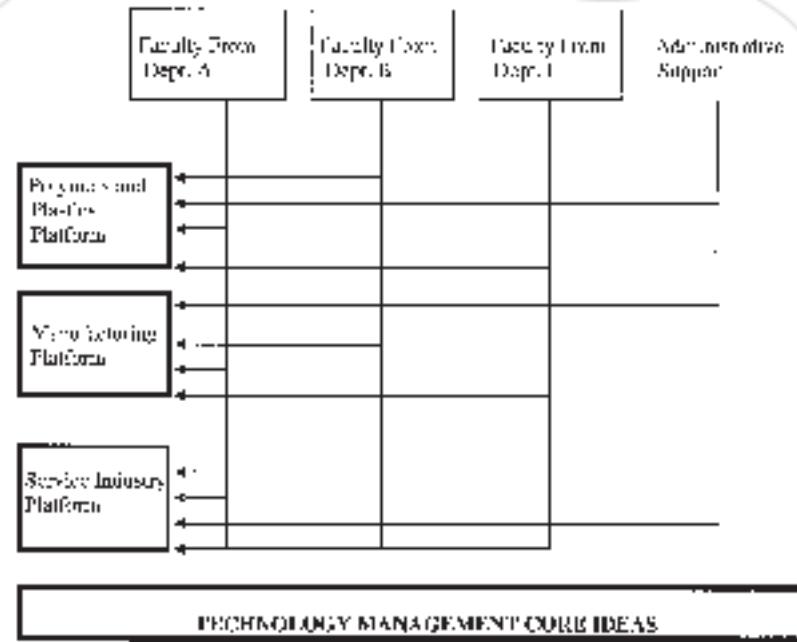 Faculty From
Dept. A
Faculty From
Dept. B
Faculty From
Dept.
Administrative
Support
Polymers and
Plastics
Platform
Manufacturing
Platform
Service Industry
Platform
TECHNOLOGY MANAGEMENT CORE IDEAS